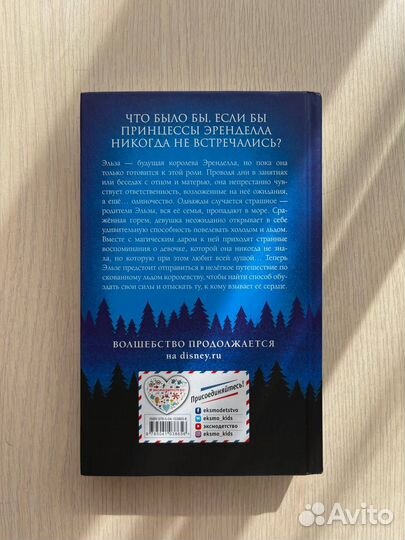 ЧТО БЫЛО БЫ, ЕСЛИ БЫ
ПРИНЦЕССЫ ЭРЕНДЕЛЛА
НИКОГДА НЕ ВСТРЕЧАЛИСЬ?
Эльза — будущая королева Эренделла, но пока она
только готовится к этой роли. Проводя дни в занятиях
или беседах с отцом и матерью, она непрестанно чув-
ствует ответственность, возложенные на неё ожидания,
а ещё... одиночество. Однажды случается страшное —
родители Эльзы, вся её семья, пропадают в море. Сра-
жённая горем, девушка неожиданно открывает в себе
удивительную способность повелевать холодом и льдом.
Вместе с магическим даром к ней приходят странные
воспоминания о девочке, которой она никогда не зна-
ла, но которую при этом любит всей душой... Теперь
Эльзе предстоит отправиться в нелёгкое путешествие по
скованному льдом королевству, чтобы найти способ обу-
здать свои силы и отыскать ту, к кому взывает её сердце.
ВОЛШЕБСТВО ПРОДОЛЖАЕТСЯ
на disney.ru
Присоединяйтесь!
eksmodetstvo
eksmo_kids
эксмодетство
eksmo_kids
Avito